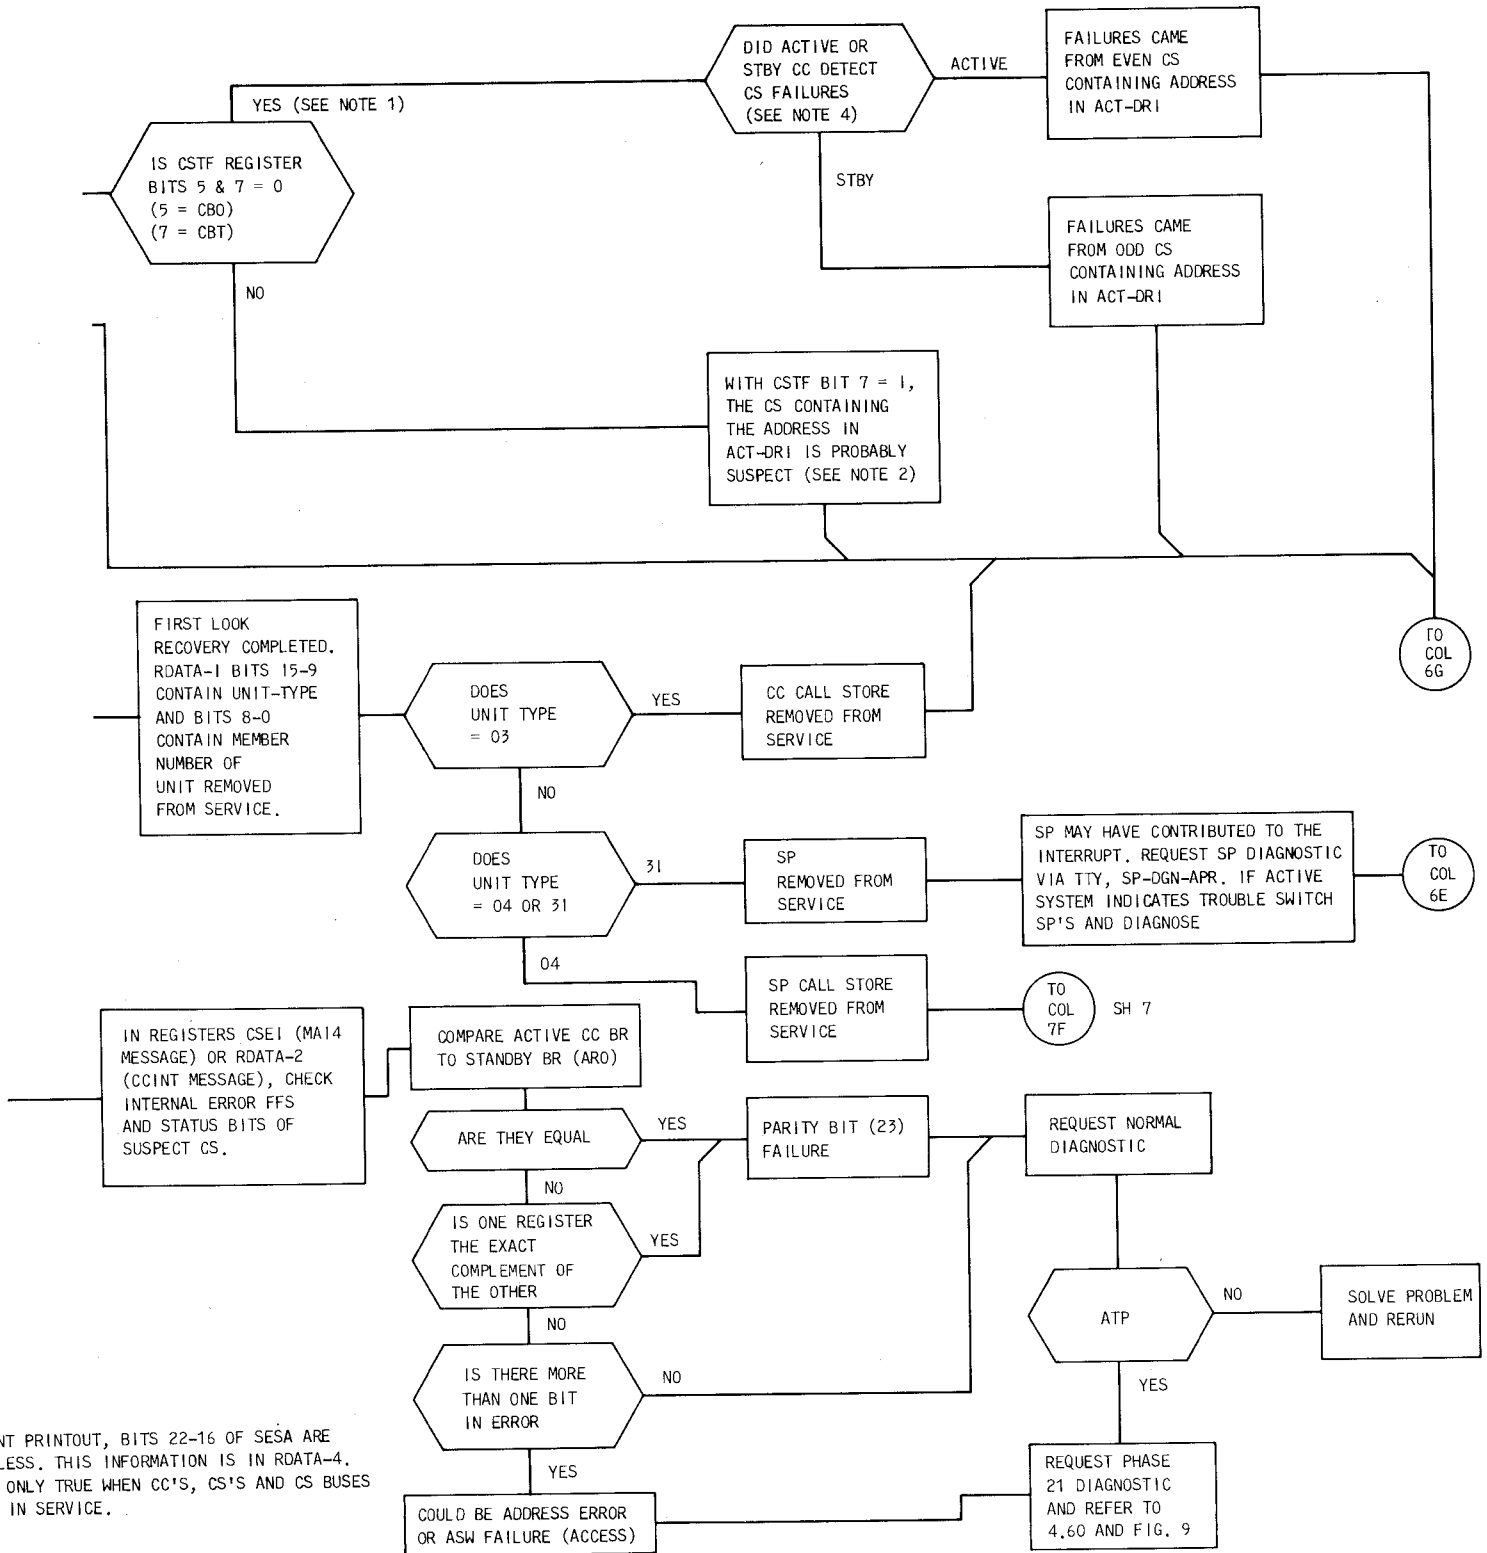 DID ACTIVE OR
STBY CC DETECT
CS FAILURES
(SEE NOTE 4)
ACTIVE
FAILURES CAME
FROM EVEN CS
CONTAINING ADDRESS
IN ACT-DRI
YES (SEE NOTE 1)
IS CSTF REGISTER
BITS 5 & 7 = 0
(5 = CBO)
(7 = CBT)
STBY
FAILURES CAME
FROM ODD CS
CONTAINING ADDRESS
IN ACT-DRI
NO
WITH CSTF BIT 7 = 1,
THE CS CONTAINING
THE ADDRESS IN
ACT-DRI IS PROBABLY
SUSPECT (SEE NOTE 2)
TO
COL
6G
FIRST LOOK
RECOVERY COMPLETED.
RDATA-1 BITS 15-9
CONTAIN UNIT-TYPE
AND BITS 8-0
CONTAIN MEMBER
NUMBER OF
UNIT REMOVED
FROM SERVICE.
DOES
UNIT TYPE
= 03
YES
CC CALL STORE
REMOVED FROM
SERVICE
NO
DOES
UNIT TYPE
= 04 OR 31
31
SP
REMOVED FROM
SERVICE
SP MAY HAVE CONTRIBUTED TO THE
INTERRUPT. REQUEST SP DIAGNOSTIC
VIA TTY, SP-DGN-APR. IF ACTIVE
SYSTEM INDICATES TROUBLE SWITCH
SP'S AND DIAGNOSE
TO
COL
6E
04
SP CALL STORE
REMOVED FROM
SERVICE
TO
COL
7F
SH 7
IN REGISTERS CSE1 (MA14
MESSAGE) OR RDATA-2
(CCINT MESSAGE), CHECK
INTERNAL ERROR FFS
AND STATUS BITS OF
SUSPECT CS.
COMPARE ACTIVE CC BR
TO STANDBY BR (ARO)
ARE THEY EQUAL
YES
PARITY BIT (23)
FAILURE
REQUEST NORMAL
DIAGNOSTIC
NO
IS ONE REGISTER
THE EXACT
COMPLEMENT OF
THE OTHER
YES
NO
ATP
NO
SOLVE PROBLEM
AND RERUN
IS THERE MORE
THAN ONE BIT
IN ERROR
NO
YES
YES
NT PRINTOUT, BITS 22-16 OF SESA ARE
LESS. THIS INFORMATION IS IN RDATA-4.
ONLY TRUE WHEN CC'S, CS'S AND CS BUSES
IN SERVICE.
COULD BE ADDRESS ERROR
OR ASW FAILURE (ACCESS)
REQUEST PHASE
21 DIAGNOSTIC
AND REFER TO
4.60 AND FIG. 9